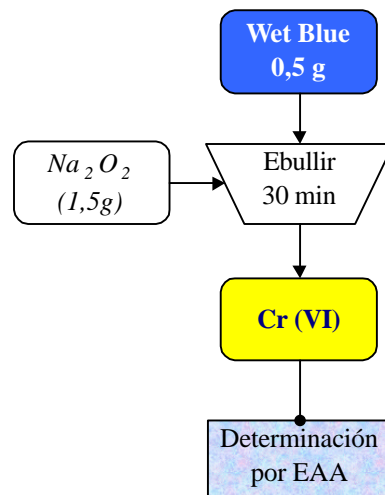 Wet Blue
0,5 g
Na2O2
(1,5g)
Ebullir
30 min
Cr (VI)
Determinación
por EAA